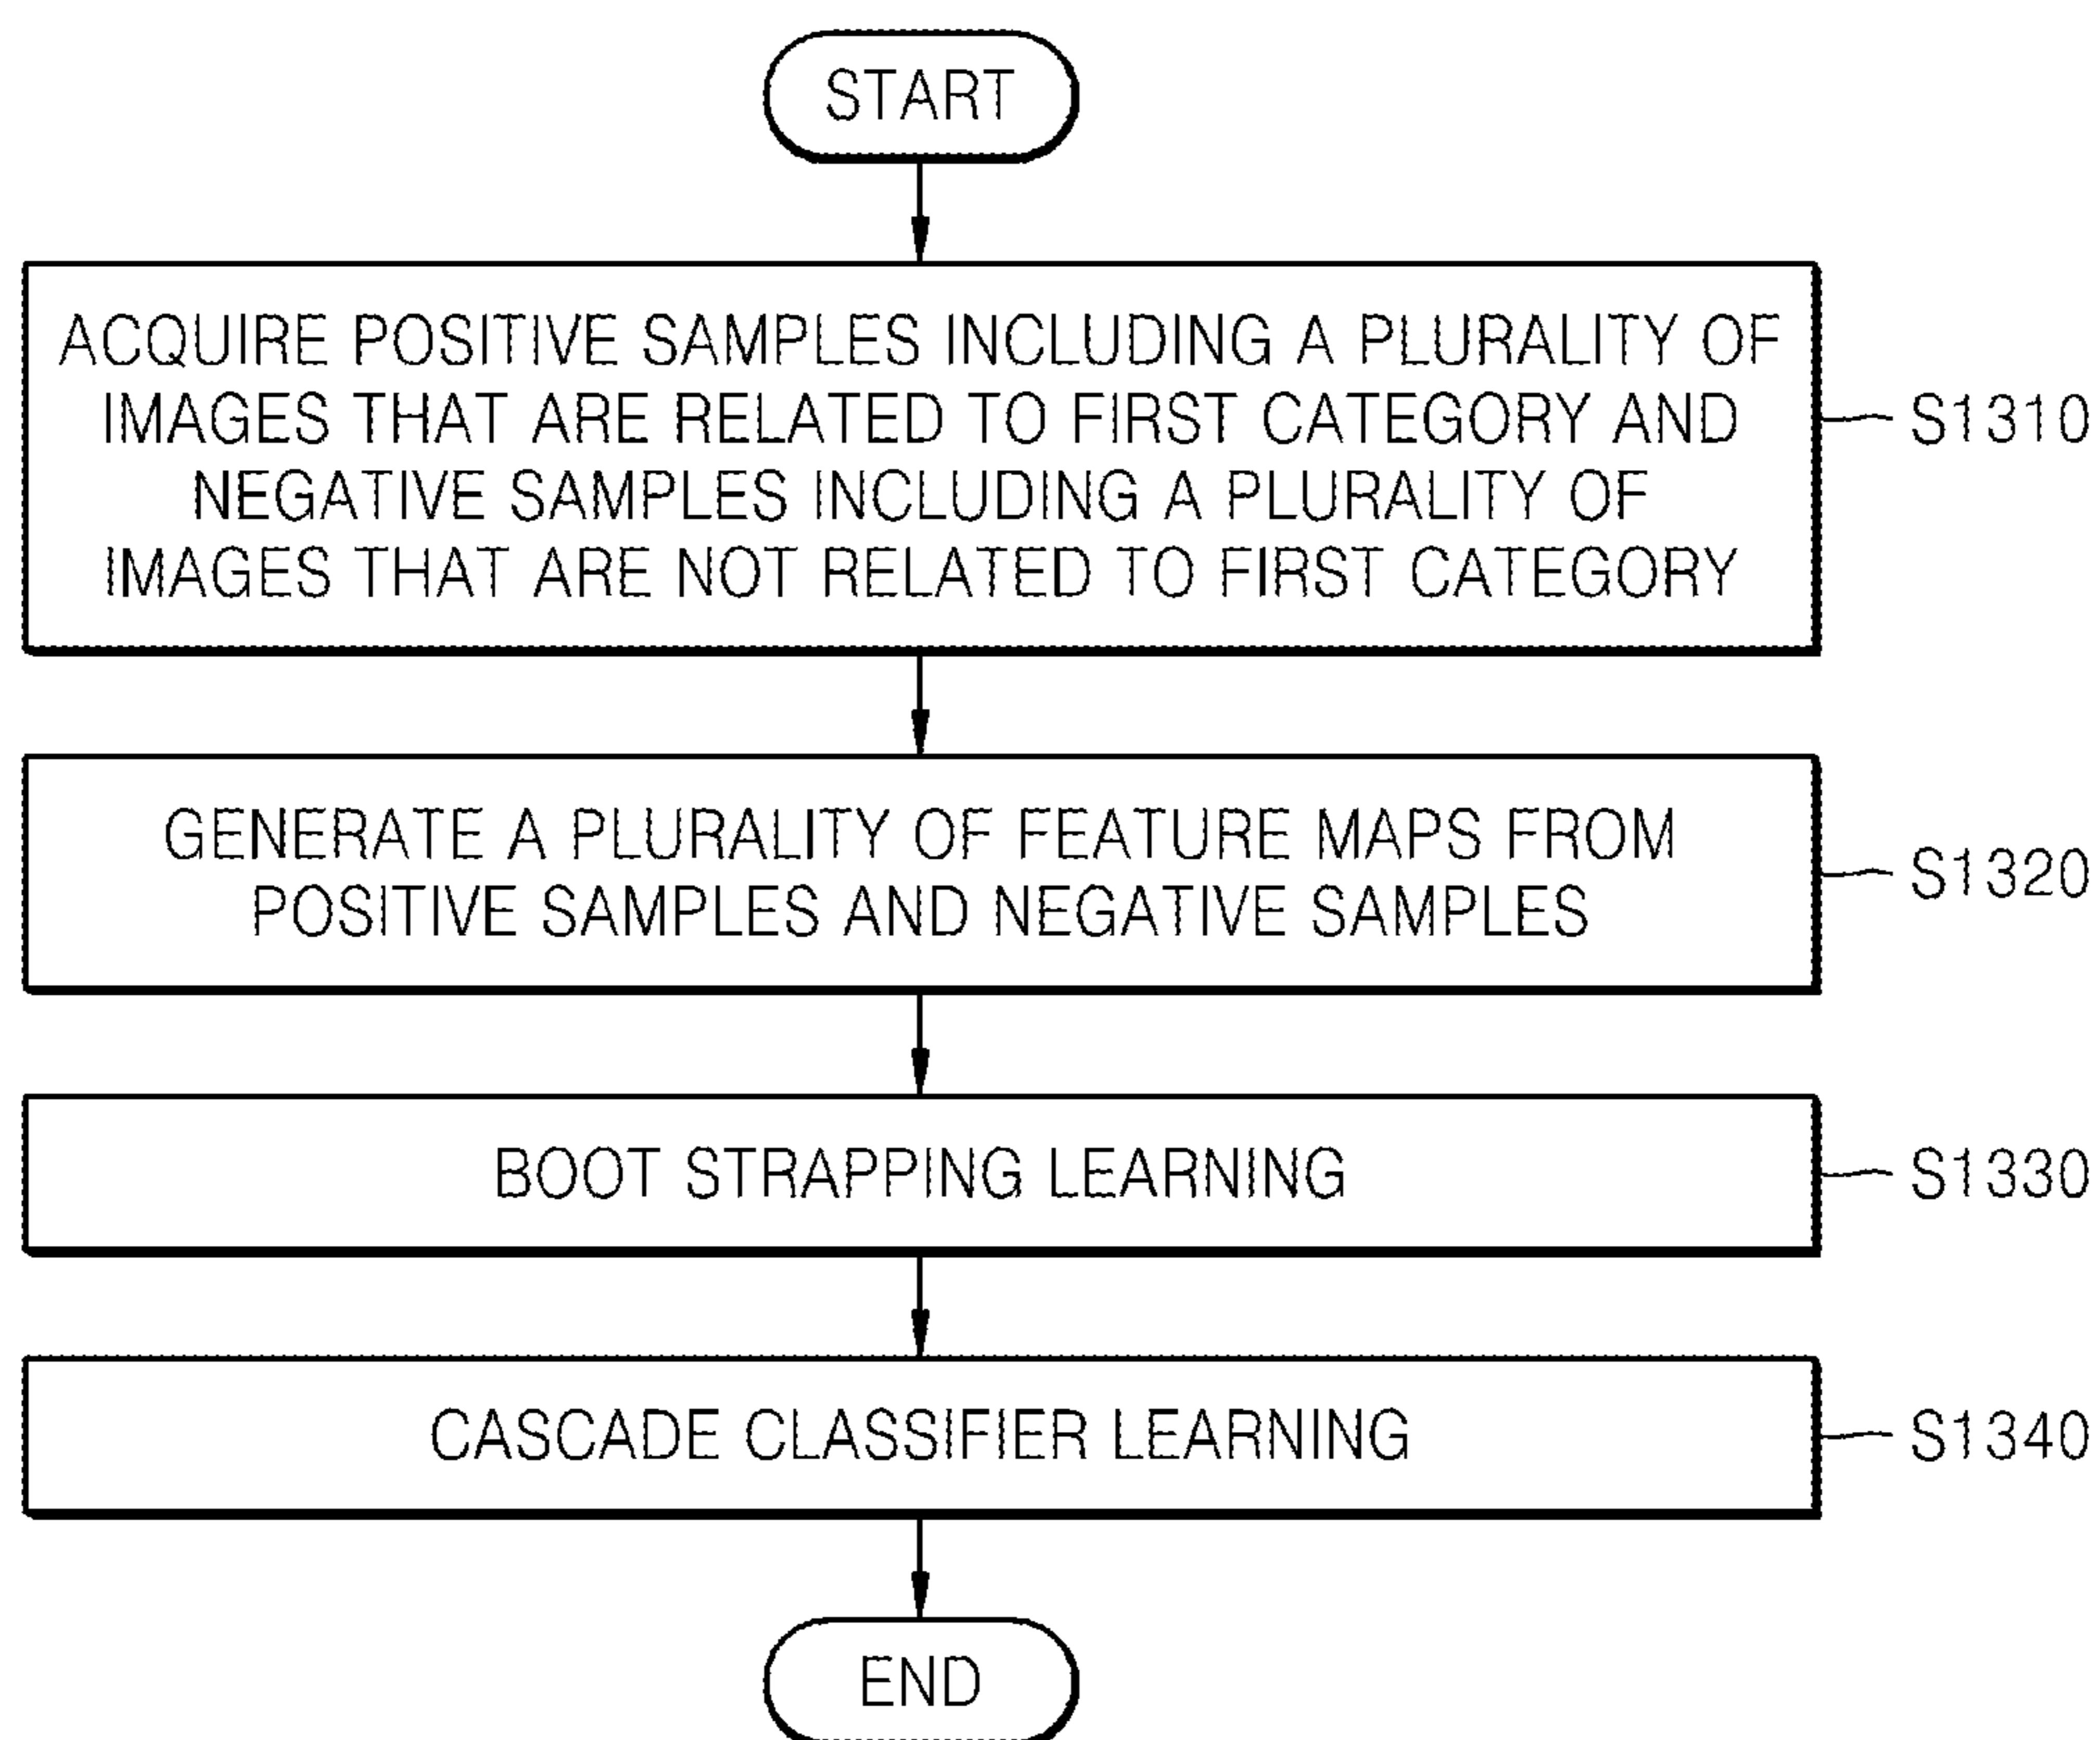 START
ACQUIRE POSITIVE SAMPLES INCLUDING A PLURALITY OF
IMAGES THAT ARE RELATED TO FIRST CATEGORY AND
NEGATIVE SAMPLES INCLUDING A PLURALITY OF
IMAGES THAT ARE NOT RELATED TO FIRST CATEGORY
S1310
GENERATE A PLURALITY OF FEATURE MAPS FROM
POSITIVE SAMPLES AND NEGATIVE SAMPLES
S1320
BOOT STRAPPING LEARNING
S1330
CASCADE CLASSIFIER LEARNING
S1340
END